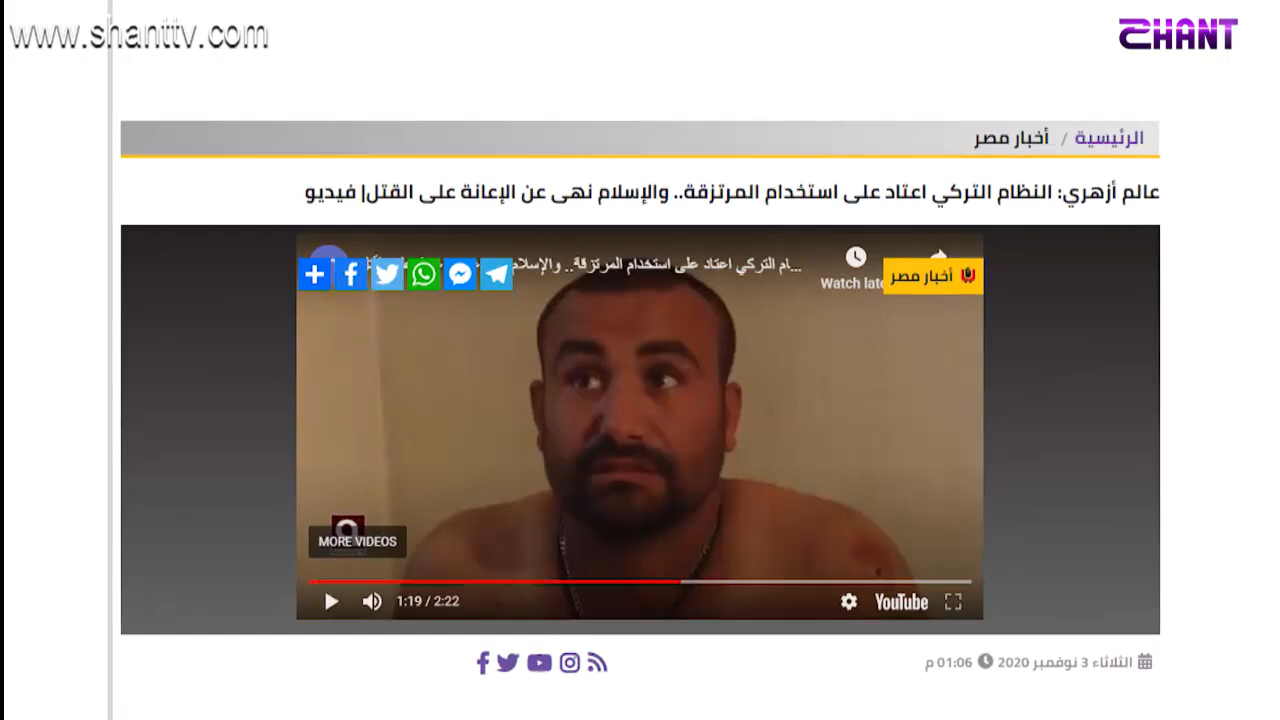 www.shanttv.com
SHANT
الرئيسية / أخبار مصر
عالم أزهري: النظام التركي اعتاد على استخدام المرتزقة.. والإسلام نهى عن الإعانة على القتل| فيديو
ام التركي اعتاد على استخدام المرتزقة.. والإسلام...
Watch late
أخبار مصر
MORE VIDEOS
1:19 / 2:22
YouTube
الثلاثاء 3 نوفمبر 2020 01:06 م